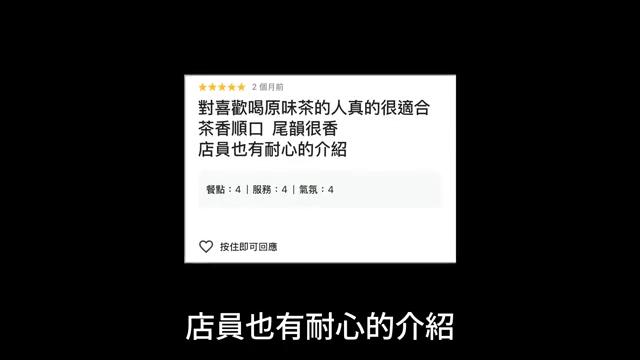 ★★★★★ 2 個月前
對喜歡喝原味茶的人真的很適合
茶香順口 尾韻很香
店員也有耐心的介紹
餐點：4 | 服務：4 | 氣氛：4
按住即可回應
店員也有耐心的介紹